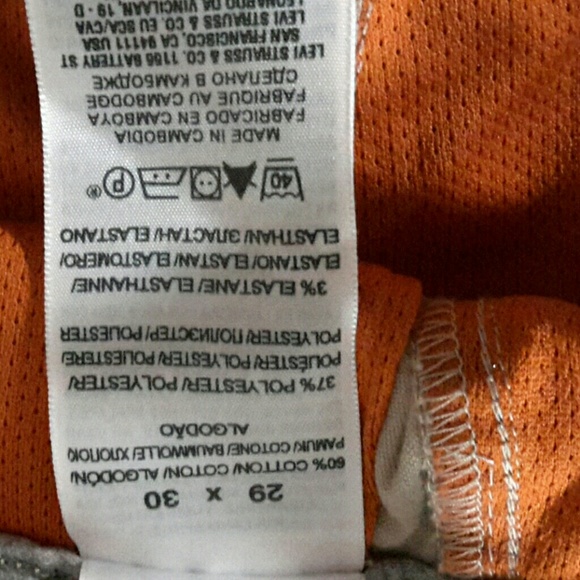 29 x 30
60% COTTON/ COTTON/ ALGODÓN/
PAMUK/ COTONE/ BAUMWOLLE/ ХЛОПОК/
ALGODÃO
37% POLYESTER/ POLYESTER/
POLIÉSTER/ POLYESTER/ POLIESTERE/
POLYESTER/ ПОЛИЭСТЕР/ POLIESTER
3% ELASTANE/ ELASTHANNE/
ELASTANO/ ELASTAN/ ELASTOMERO/
ELASTHAN/ ЭЛАСТАН/ ELASTANO
40 P ®
MADE IN CAMBODIA
FABRICADO EN CAMBOYA
FABRIQUE AU CAMBODGE
СДЕЛАНО В КАМБОДЖЕ
LEVI STRAUSS & CO. 1155 BATTERY ST
SAN FRANCISCO, CA 94111 USA
LEVI STRAUSS & CO. EU SCA/CVA
LEONARDO DA VINCILAAN, 19 - D